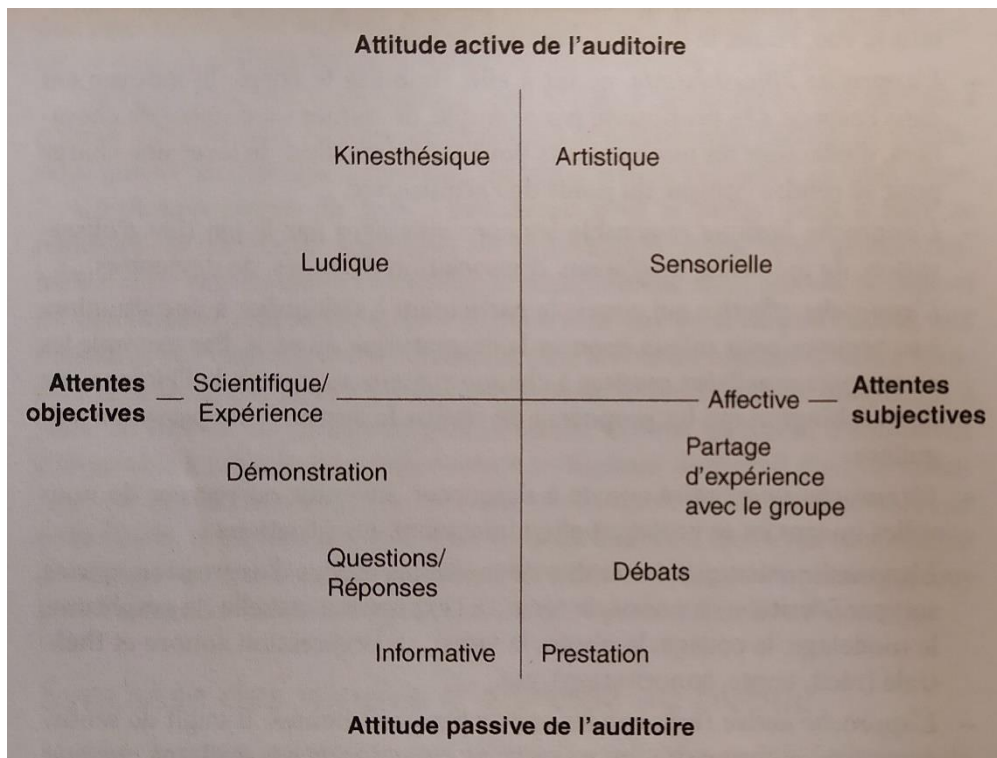 Attitude active de l'auditoire
Kinesthésique
Artistique
Ludique
Sensorielle
Attentes
objectives
Scientifique/
Expérience
Affective
Attentes
subjectives
Démonstration
Partage
d'expérience
avec le groupe
Questions/
Réponses
Débats
Informative
Prestation
Attitude passive de l'auditoire